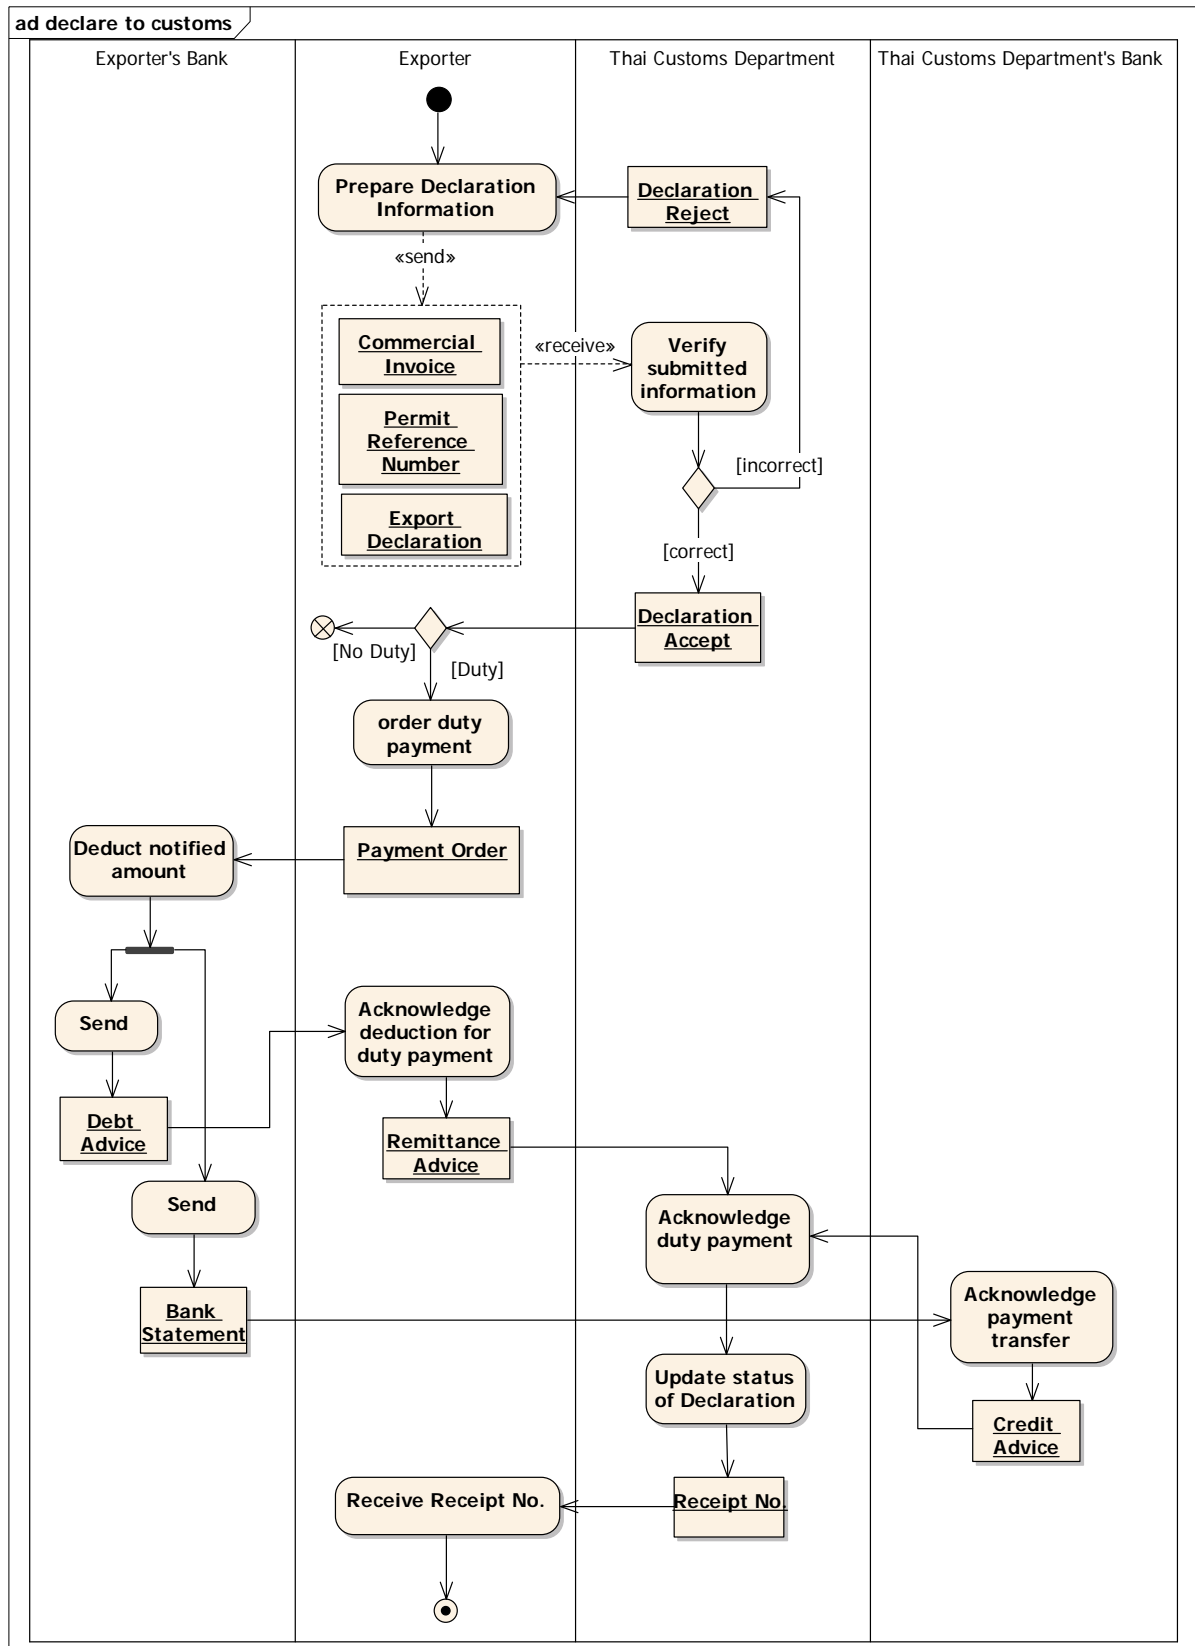 ad declare to customs
Exporter's Bank
Exporter
Thai Customs Department
Thai Customs Department's Bank
Prepare Declaration
Information
Declaration
Reject
«send»
Commercial
Invoice
«receive»
Verify
submitted
information
Permit
Reference
Number
[incorrect]
Export
Declaration
[correct]
Declaration
Accept
[No Duty]
[Duty]
order duty
payment
Deduct notified
amount
Payment Order
Send
Acknowledge
deduction for
duty payment
Debt
Advice
Remittance
Advice
Send
Acknowledge
duty payment
Bank
Statement
Acknowledge
payment
transfer
Update status
of Declaration
Credit
Advice
Receive Receipt No.
Receipt No.